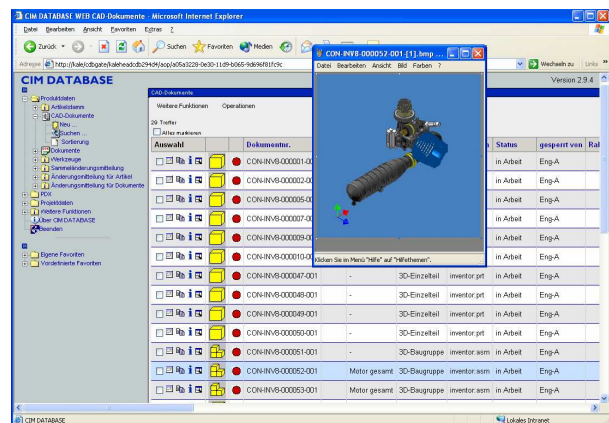 CIM DATABASE WEB CAD-Dokumente - Microsoft Internet Explorer
Datei Bearbeiten Ansicht Favoriten Extras ?
Zurück Suchen Favoriten Medien
Adresse Wechseln zu Links
CIM DATABASE
Version 2.9.4
Produktdaten
Artikelstamm
CAD-Dokumente
Neu ...
Suchen ...
Sortierung
Dokumente
Werkzeuge
Sammeländerungsmitteilung
Änderungsmitteilung für Artikel
Änderungsmitteilung für Dokumente
PDX
Projektdaten
Weitere Funktionen
Über CIM DATABASE
Beenden
Eigene Favoriten
Vordefinierte Favoriten
CAD-Dokumente
Weitere Funktionen Operationen
29 Treffer
Alles markieren
Auswahl Dokumentnr. Status gesperrt von
CON-INV8-000001-00 in Arbeit Eng-A
CON-INV8-000002-00 in Arbeit Eng-A
CON-INV8-000005-00 in Arbeit Eng-A
CON-INV8-000007-00 in Arbeit Eng-A
CON-INV8-000009-00 in Arbeit Eng-A
CON-INV8-000010-00 in Arbeit Eng-A
CON-INV8-000047-001 - 3D-Einzelteil inventor:prt in Arbeit Eng-A
CON-INV8-000048-001 - 3D-Einzelteil inventor:prt in Arbeit Eng-A
CON-INV8-000049-001 - 3D-Einzelteil inventor:prt in Arbeit Eng-A
CON-INV8-000050-001 - 3D-Einzelteil inventor:prt in Arbeit Eng-A
CON-INV8-000051-001 - 3D-Baugruppe inventor:asm in Arbeit Eng-A
CON-INV8-000052-001 Motor gesamt 3D-Baugruppe inventor:asm in Arbeit Eng-A
CON-INV8-000053-001 Motor gesamt 3D-Baugruppe inventor:asm in Arbeit Eng-A
CON-INV8-000052-001-[1].bmp ...
Datei Bearbeiten Ansicht Bild Farben ?
Klicken Sie im Menü "Hilfe" auf "Hilfethemen".
CIM DATABASE Lokales Intranet